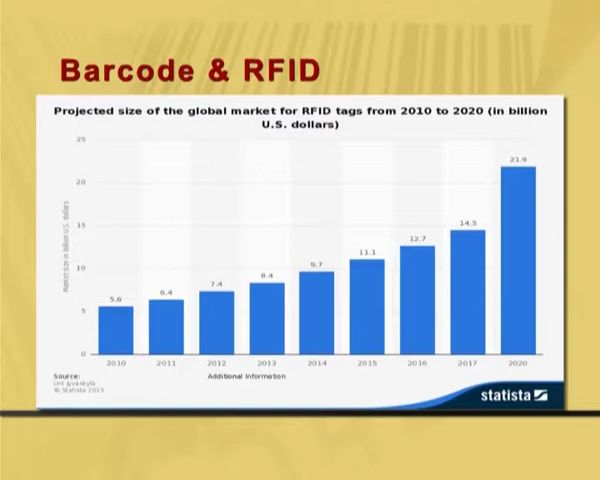 Barcode & RFID
Projected size of the global market for RFID tags from 2010 to 2020 (in billion
U.S. dollars)
25
20
15
10
5
0
Market size in billion U.S. dollars
5.6
6.4
7.4
8.4
9.7
11.1
12.7
14.5
21.9
2010
2011
2012
2013
2014
2015
2016
2017
2020
Source:
Uni Jyväskylä
© Statista 2015
Additional Information
statista